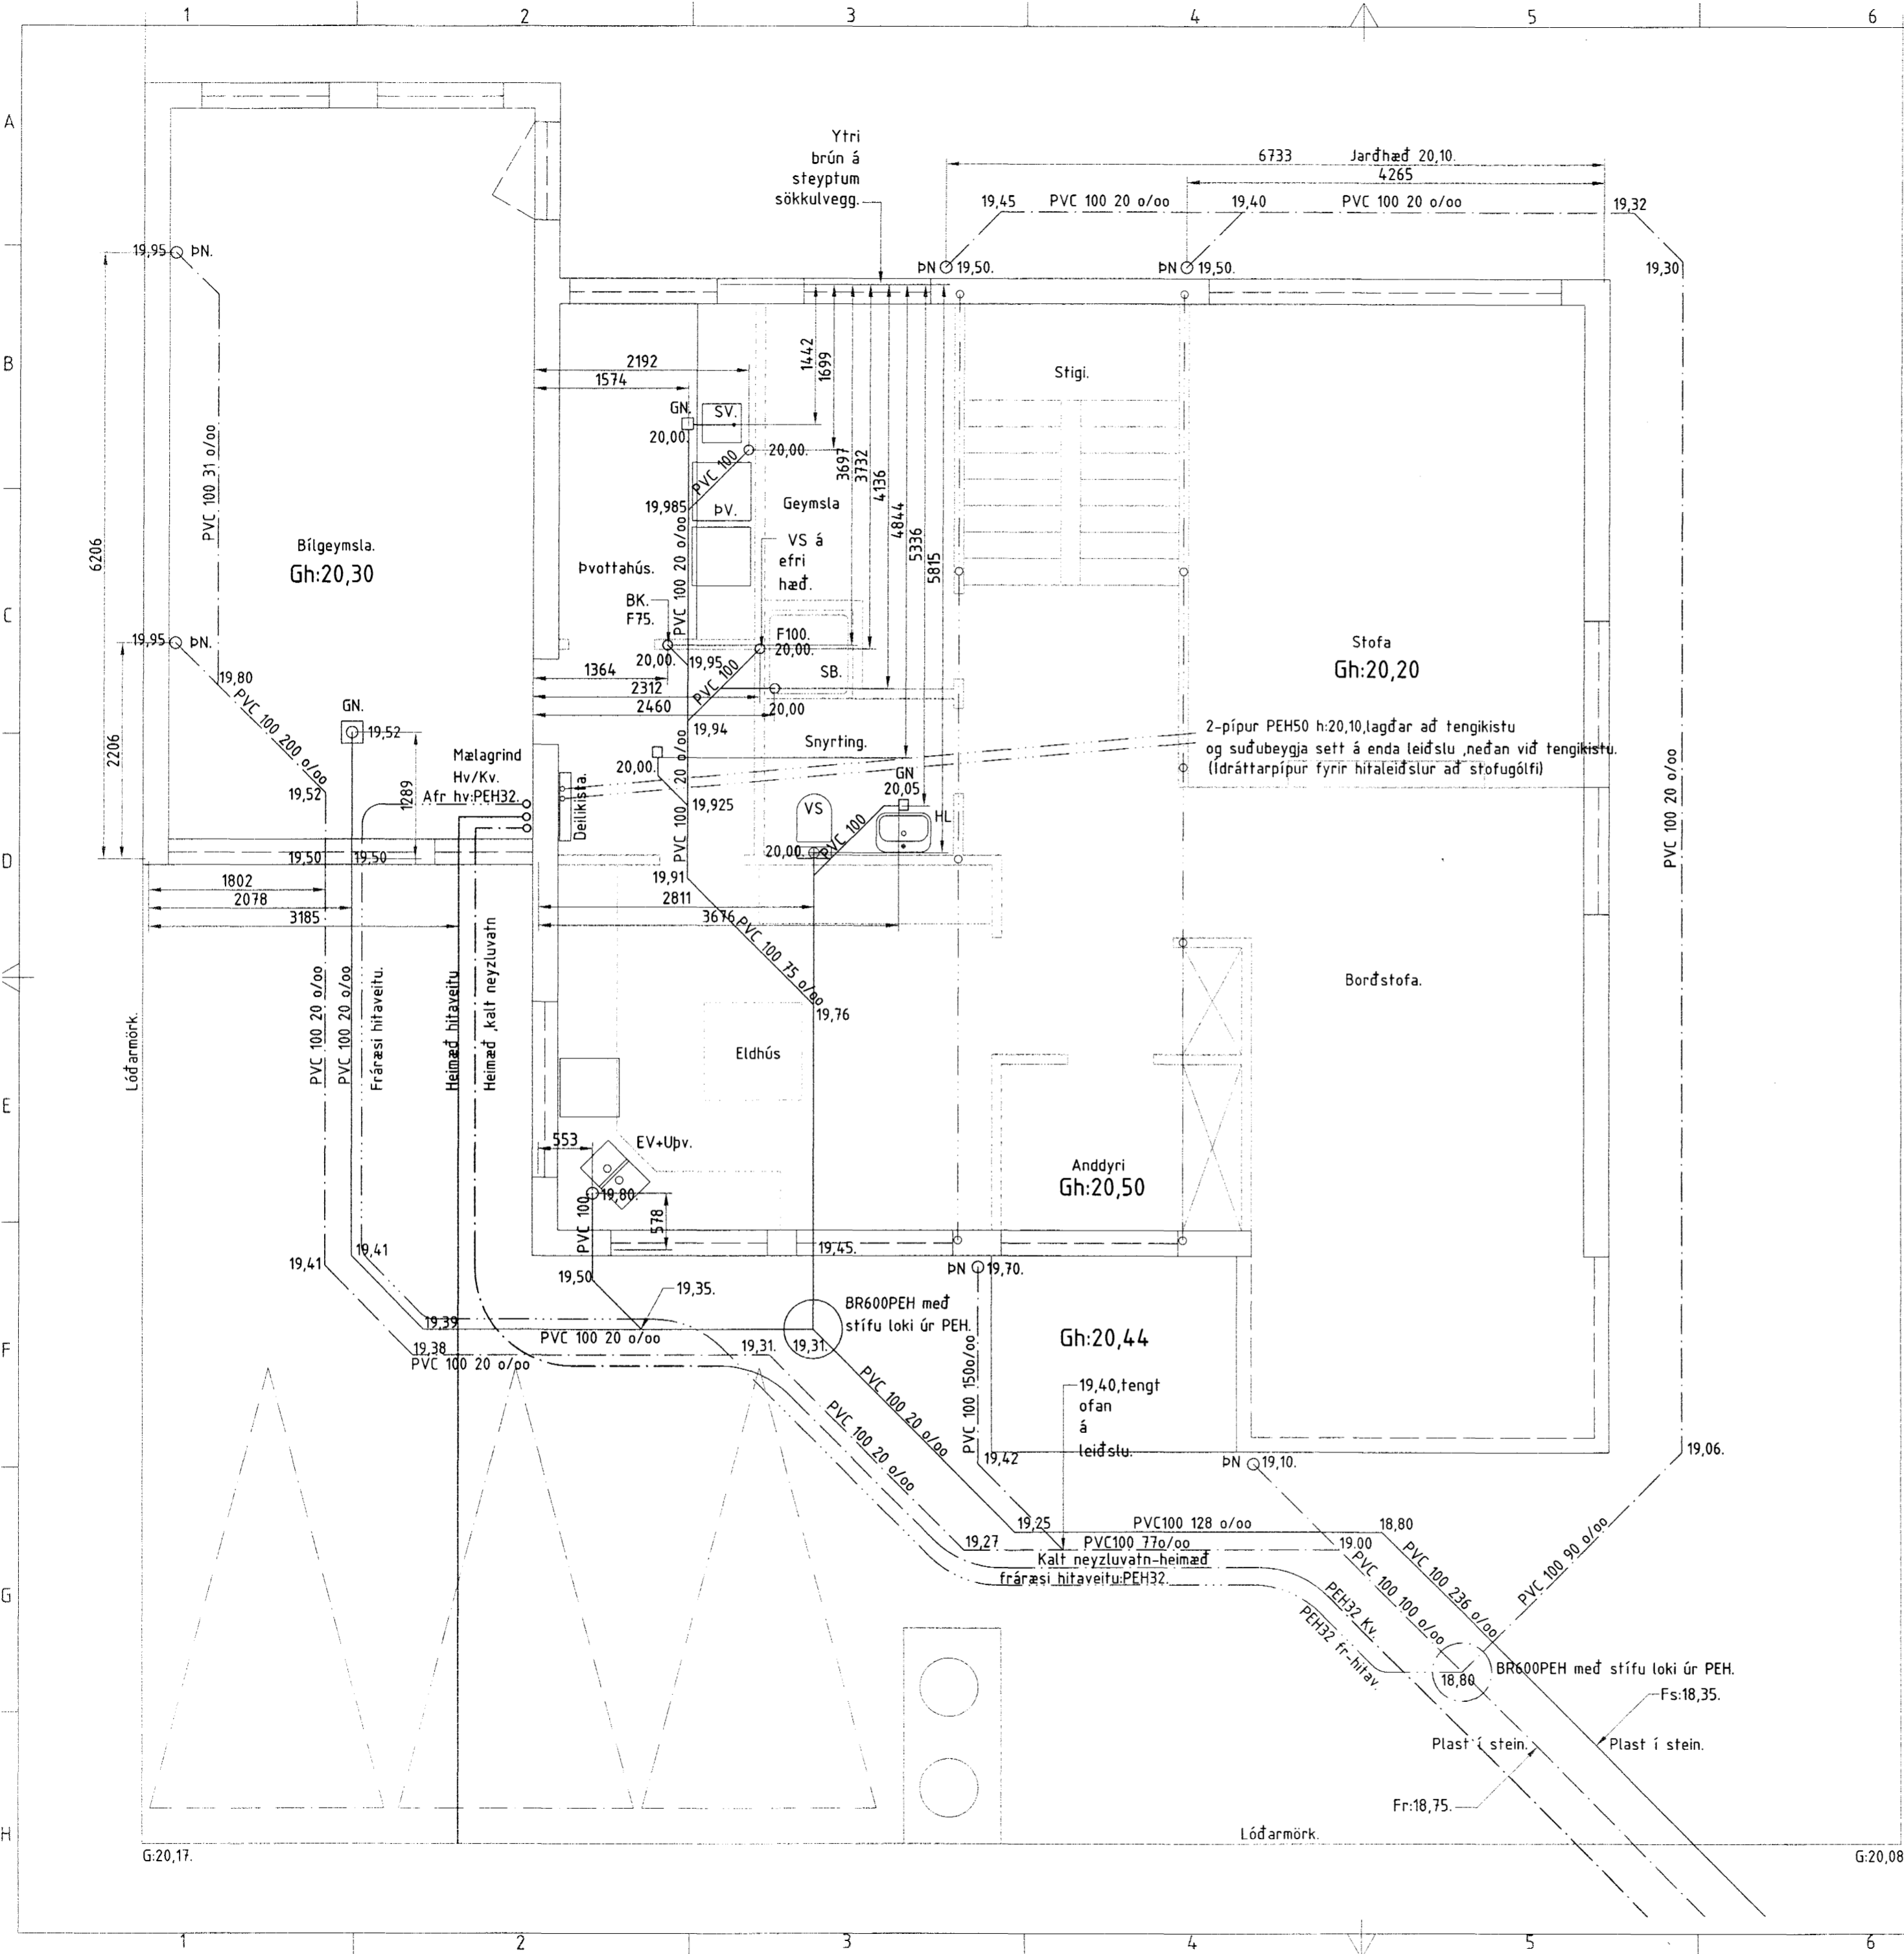 1 2 3 4 5 6
A
B
C
D
E
F
G
H
Ytri
brún á
steyptum
sökkulvegg.
6733 Jarðhæð 20,10.
4265
19,45 PVC 100 20 o/oo 19,40 PVC 100 20 o/oo 19,32
19,95 ÞN.
ÞN 19,50.
ÞN 19,50.
19,30
PVC 100 31 o/oo
6206
2192
1574
1442
1699
3697
3732
4136
4844
5336
5815
Stigi.
GN.
SV.
20,00.
20,00.
PVC 100
19,985
ÞV.
Geymsla
PVC 100 20 o/oo
VS á
efri
hæð.
Bílgeymsla.
Gh:20,30
Þvottahús.
BK.
F75.
F100.
20,00.
20,00.
19,95
SB.
PVC 100
1364
2312
2460
20,00
19,94
Stofa
Gh:20,20
19,95 ÞN.
19,80
PVC 100 200 o/oo
2206
GN.
19,52
19,52
1289
Mælagrind
Hv/Kv.
Afr hv:PEH32.
Deilikista.
Snyrting.
20,00.
PVC 100 20 o/oo
19,925
GN
20,05
VS
HL
PVC 100
20,00.
2-pípur PEH50 h:20,10,lagðar að tengikistu
og suðubeygja sett á enda leiðslu ,neðan við tengikistu.
(Ídráttarpípur fyrir hitaleiðslur að stofugólfi)
PVC 100 20 o/oo
19,50
19,50
1802
2078
3185
19,91
2811
3676
PVC 100 75 o/oo
19,76
Lóðarmörk.
PVC 100 20 o/oo
PVC 100 20 o/oo
Fráræsi hitaveitu.
Heimæð hitaveitu
Heimæð ,kalt neyzluvatn
Borðstofa.
Eldhús
553
EV+Uþv.
19,80.
PVC 100
578
Anddyri
Gh:20,50
19,45.
19,41
19,41
19,50
19,35.
ÞN 19,70.
BR600PEH með
stífu loki úr PEH.
19,39
PVC 100 20 o/oo
19,38
PVC 100 20 o/oo
19,31.
19,31.
Gh:20,44
PVC 100 150o/oo
PVC 100 20 o/oo
PVC 100 20 o/oo
19,40,tengt
ofan
á
leiðslu.
19,42
ÞN 19,10.
19,06.
19,25 PVC100 128 o/oo 18,80
19,27 PVC100 77o/oo 19.00
Kalt neyzluvatn-heimæð
fráræsi hitaveitu:PEH32.
PEH32 Kv.
PEH32 fr-hitav.
PVC 100 100 o/oo
PVC 100 236 o/oo
PVC 100 90 o/oo
18,80
BR600PEH með stífu loki úr PEH.
Fs:18,35.
Plast í stein.
Plast í stein.
Fr:18,75.
Lóðarmörk.
G:20,17.
G:20,08
1 2 3 4 5 6